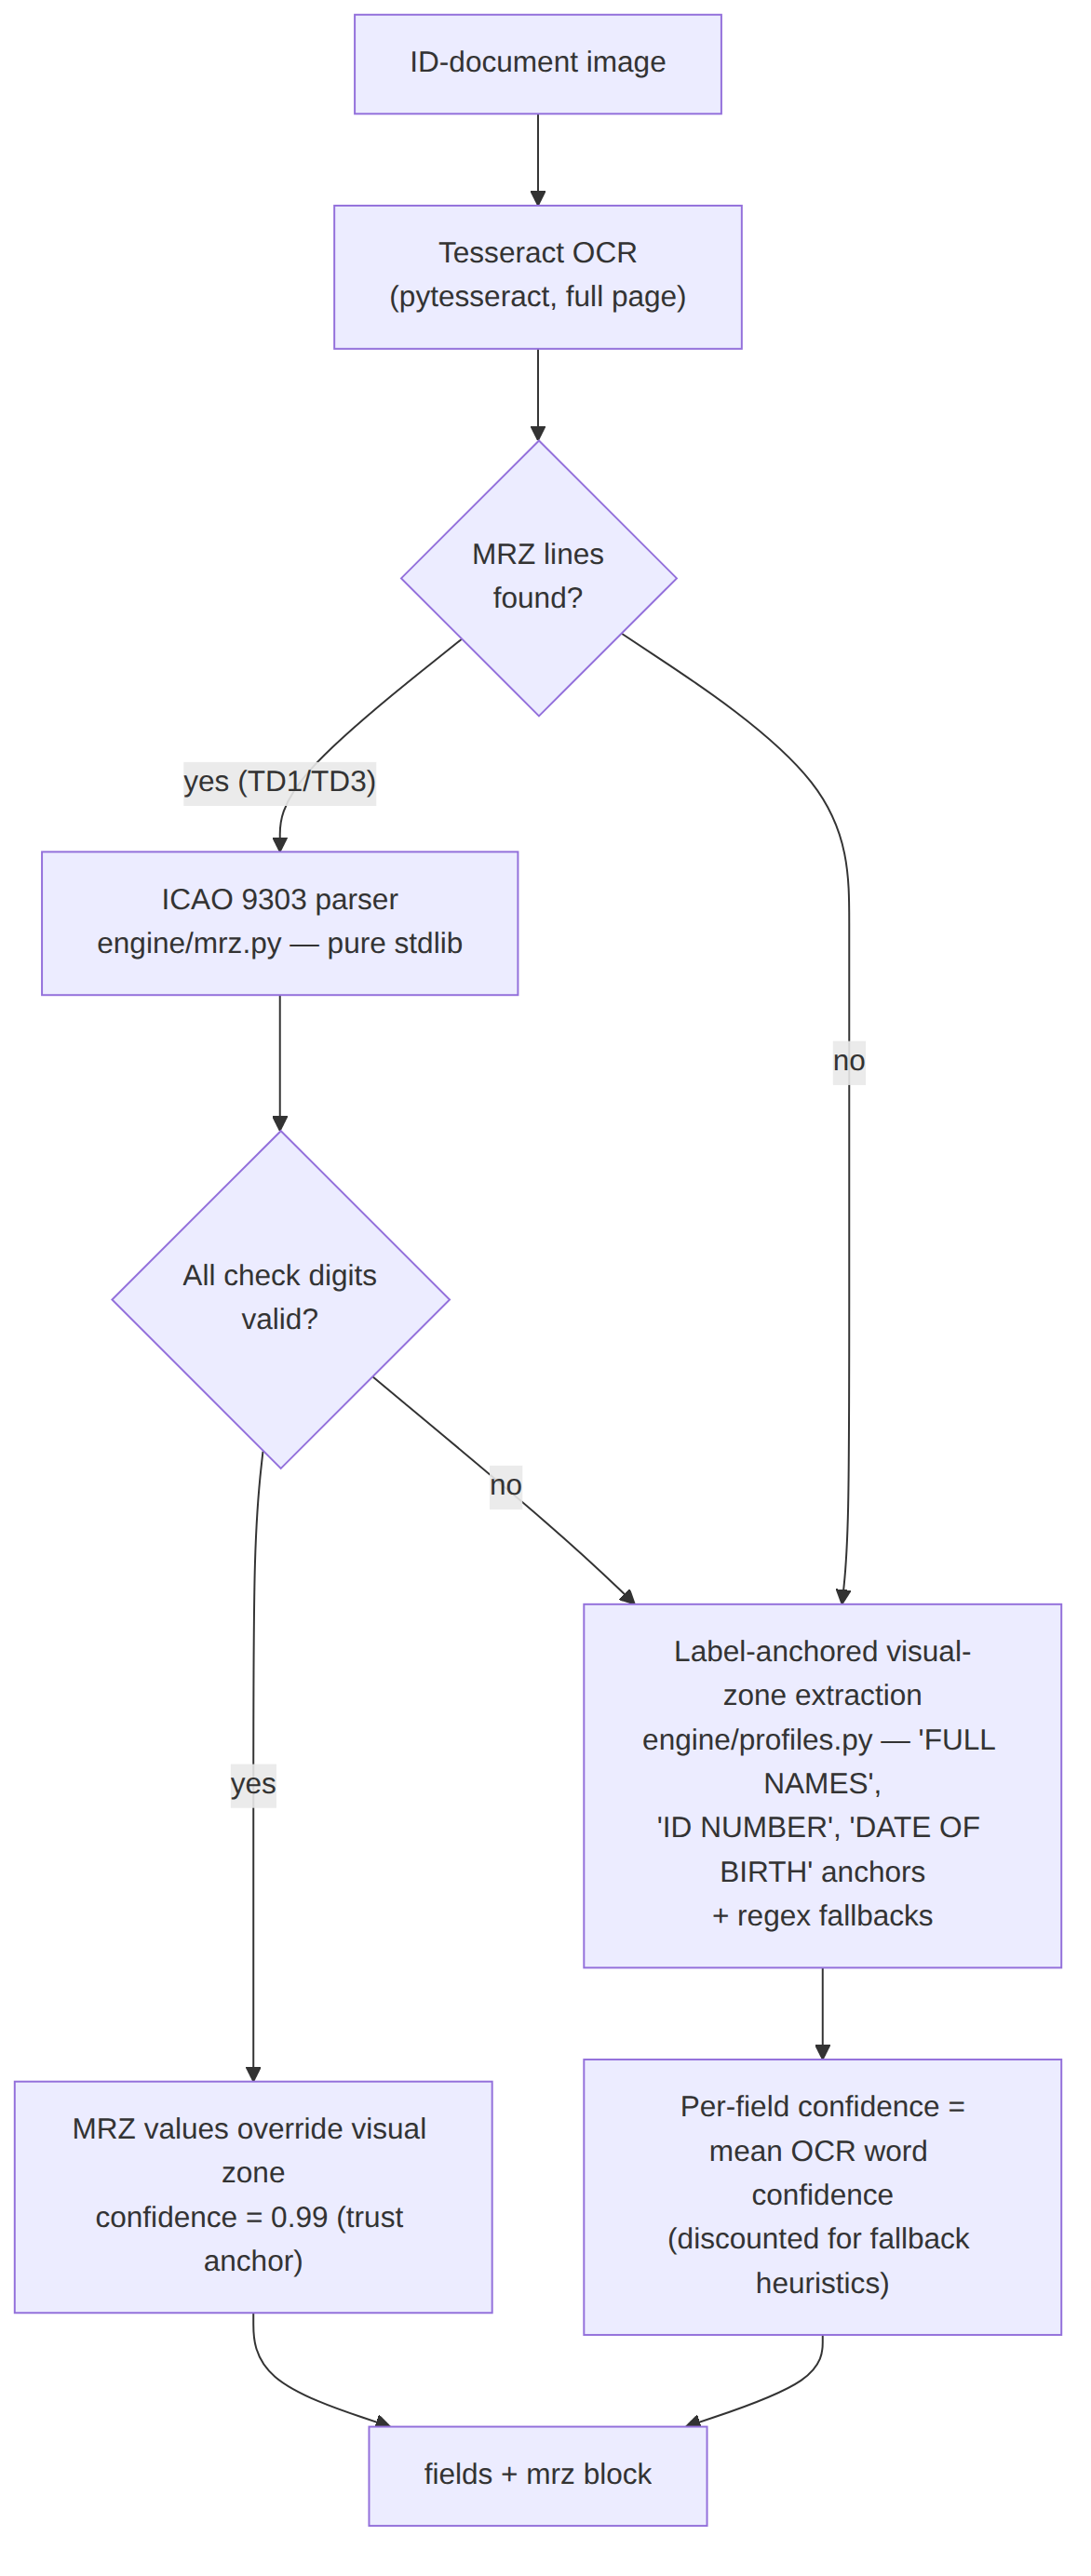 ID-document image
Tesseract OCR
(pytesseract, full page)
MRZ lines
found?
yes (TD1/TD3)
ICAO 9303 parser
engine/mrz.py — pure stdlib
no
All check digits
valid?
no
Label-anchored visual-
zone extraction
engine/profiles.py — 'FULL
NAMES',
'ID NUMBER', 'DATE OF
BIRTH' anchors
+ regex fallbacks
yes
MRZ values override visual
zone
confidence = 0.99 (trust
anchor)
Per-field confidence =
mean OCR word
confidence
(discounted for fallback
heuristics)
fields + mrz block